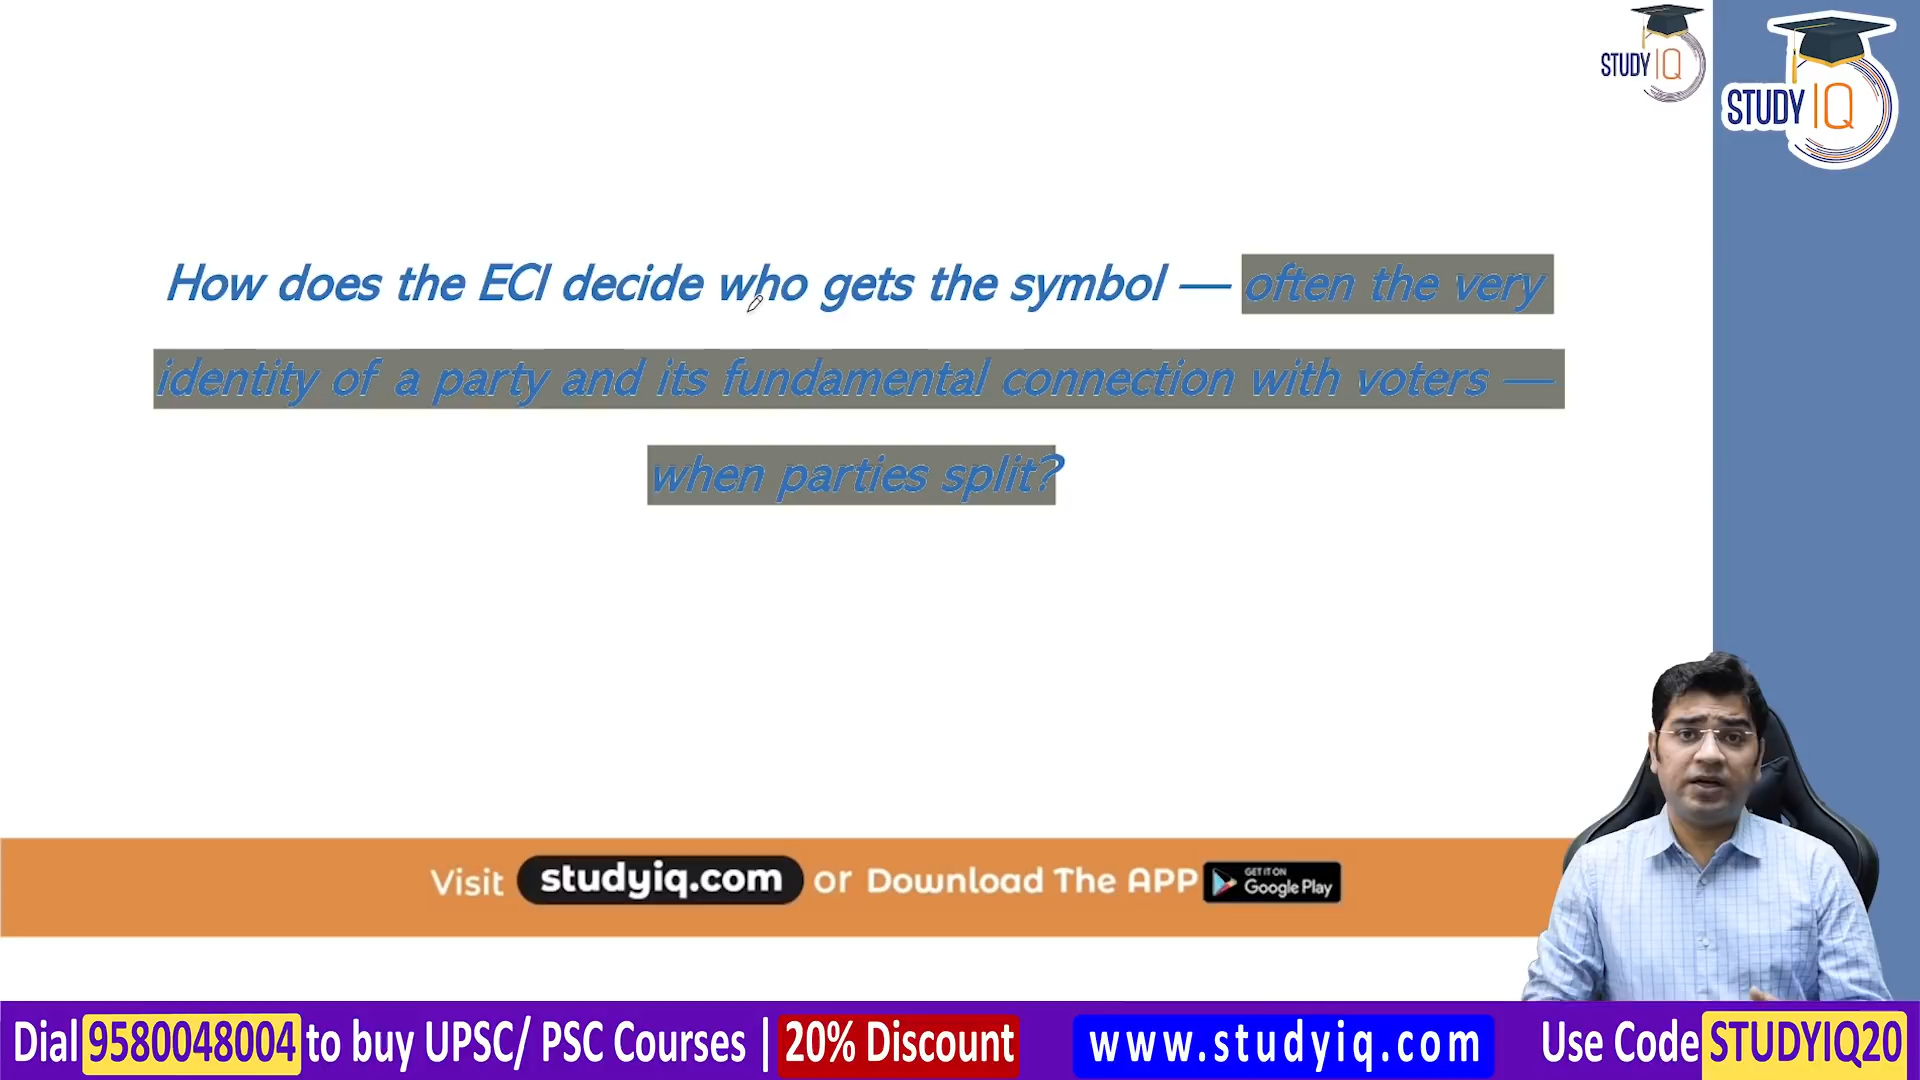 STUDY IQ
STUDY IQ
How does the ECI decide who gets the symbol — often the very
identity of a party and its fundamental connection with voters —
when parties split?
Visit studyiq.com or Download The APP GET IT ON Google Play
Dial 9580048004 to buy UPSC/ PSC Courses | 20% Discount www.studyiq.com Use Code STUDYIQ20